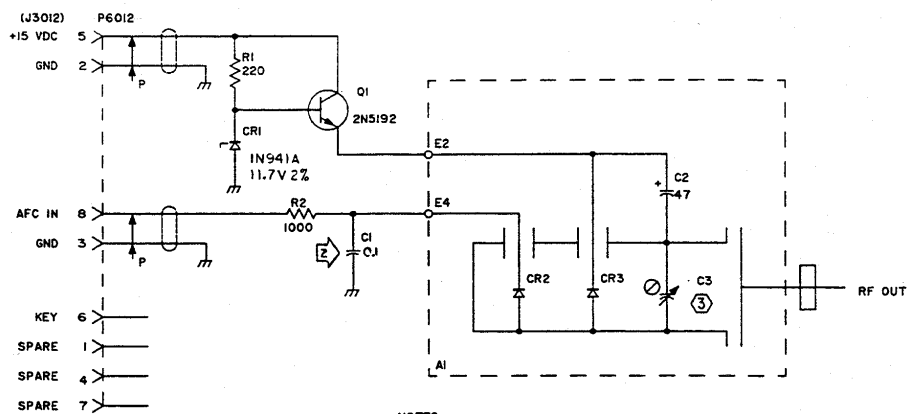 (J3012) P6012
+15 VDC 5
GND 2
P
R1
220
Q1
2N5192
CR1
1N941A
11.7V 2%
E2
C2
+
47
AFC IN 8
R2
1000
E4
GND 3
P
2
C1
0.1
CR2
CR3
C3
3
RF OUT
KEY 6
SPARE 1
A1
SPARE 4
SPARE 7